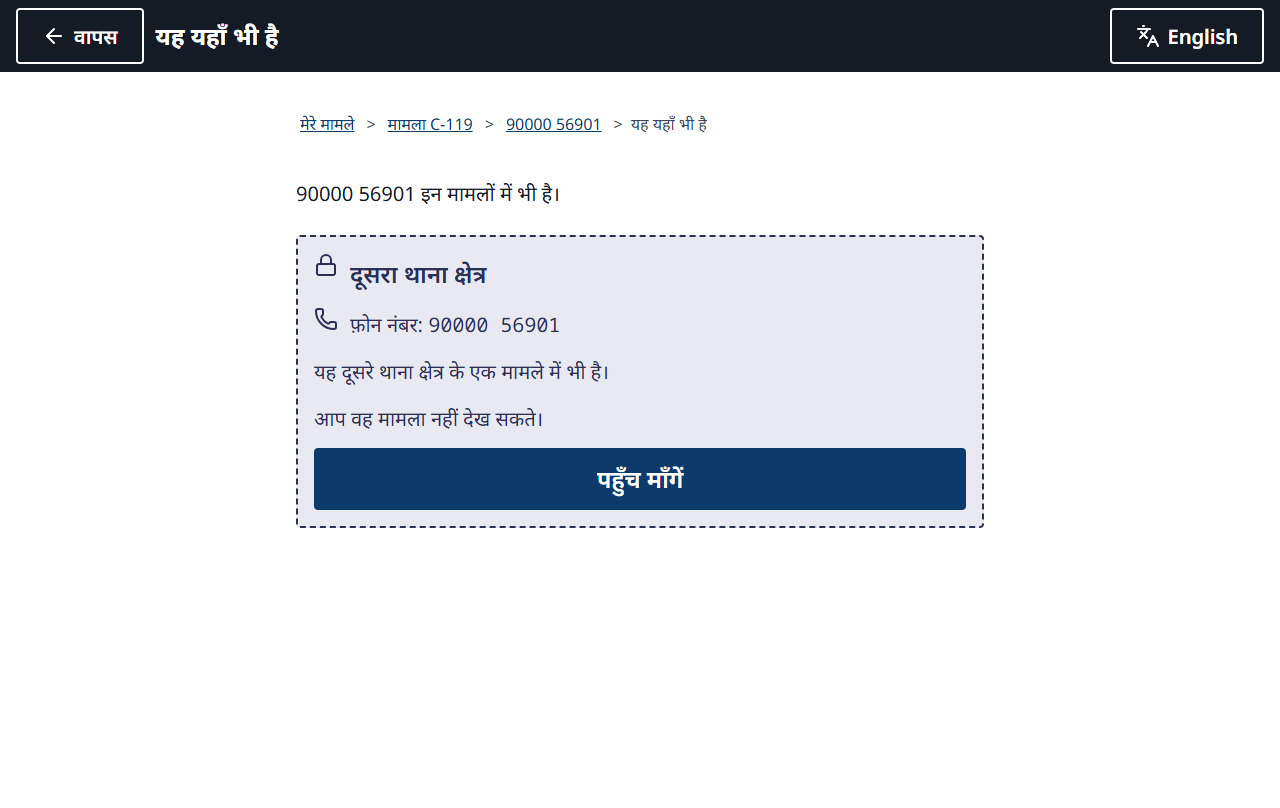 वापस
यह यहाँ भी है
English
मेरे मामले > मामला C-119 > 90000 56901 > यह यहाँ भी है
90000 56901 इन मामलों में भी है।
दूसरा थाना क्षेत्र
फ़ोन नंबर: 90000 56901
यह दूसरे थाना क्षेत्र के एक मामले में भी है।
आप वह मामला नहीं देख सकते।
पहुँच माँगें